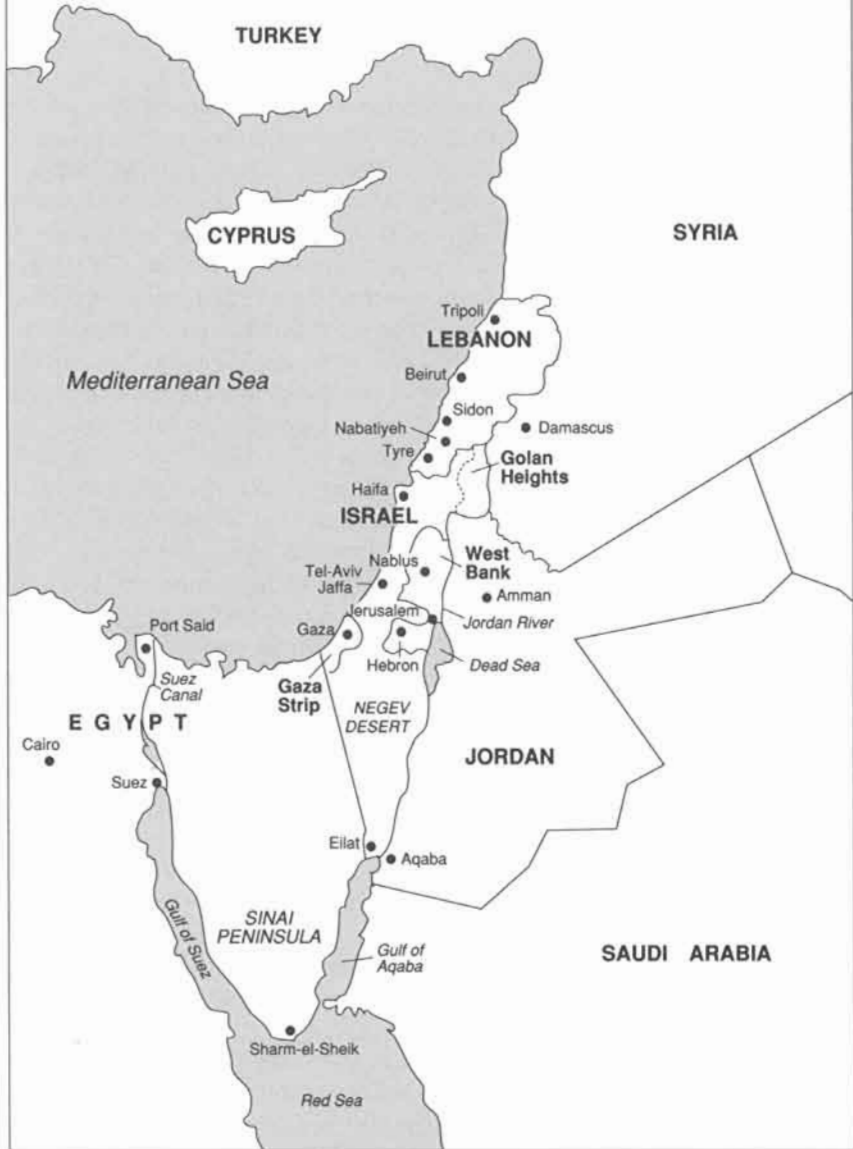 TURKEY
CYPRUS
SYRIA
Tripoli
LEBANON
Mediterranean Sea
Beirut
Sidon
Nabatiyeh
Damascus
Tyre
Golan
Heights
Haifa
ISRAEL
West
Bank
Nablus
Tel-Aviv
Jaffa
Amman
Jerusalem
Jordan River
Port Said
Gaza
Hebron
Dead Sea
Suez
Canal
Gaza
Strip
NEGEV
DESERT
EGYPT
Cairo
JORDAN
Suez
Eilat
Aqaba
Gulf of Suez
SINAI
PENINSULA
Gulf of
Aqaba
SAUDI ARABIA
Sharm-el-Sheik
Red Sea